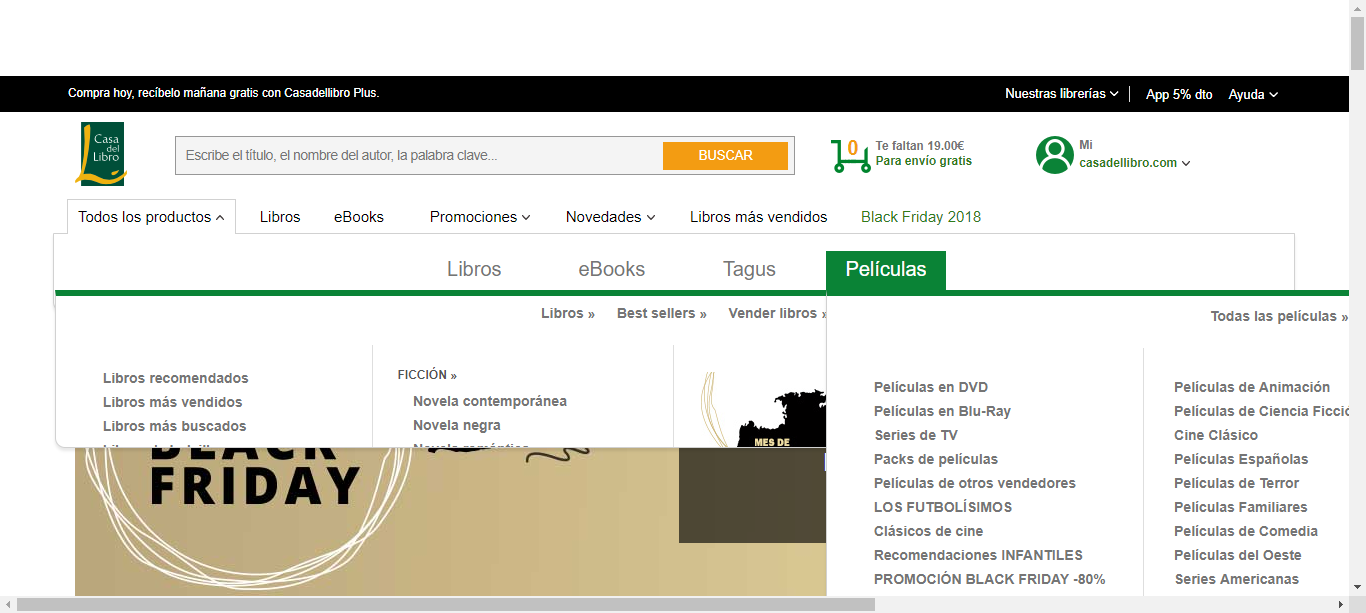 Compra hoy, recíbelo mañana gratis con Casadellibro Plus.
Nuestras librerías
App 5% dto
Ayuda
Casa del Libro
Escribe el título, el nombre del autor, la palabra clave...
BUSCAR
0
Te faltan 19.00€
Para envío gratis
Mi
casadellibro.com
Todos los productos
Libros
eBooks
Promociones
Novedades
Libros más vendidos
Black Friday 2018
Libros
eBooks
Tagus
Películas
Libros »
Best sellers »
Vender libros »
Todas las películas »
Libros recomendados
Libros más vendidos
Libros más buscados
FICCIÓN »
Novela contemporánea
Novela negra
Novela romántica
MES DE
Películas en DVD
Películas en Blu-Ray
Series de TV
Packs de películas
Películas de otros vendedores
LOS FUTBOLÍSIMOS
Clásicos de cine
Recomendaciones INFANTILES
PROMOCIÓN BLACK FRIDAY -80%
Películas de Animación
Películas de Ciencia Ficció
Cine Clásico
Películas Españolas
Películas de Terror
Películas Familiares
Películas de Comedia
Películas del Oeste
Series Americanas
BLACK
FRIDAY